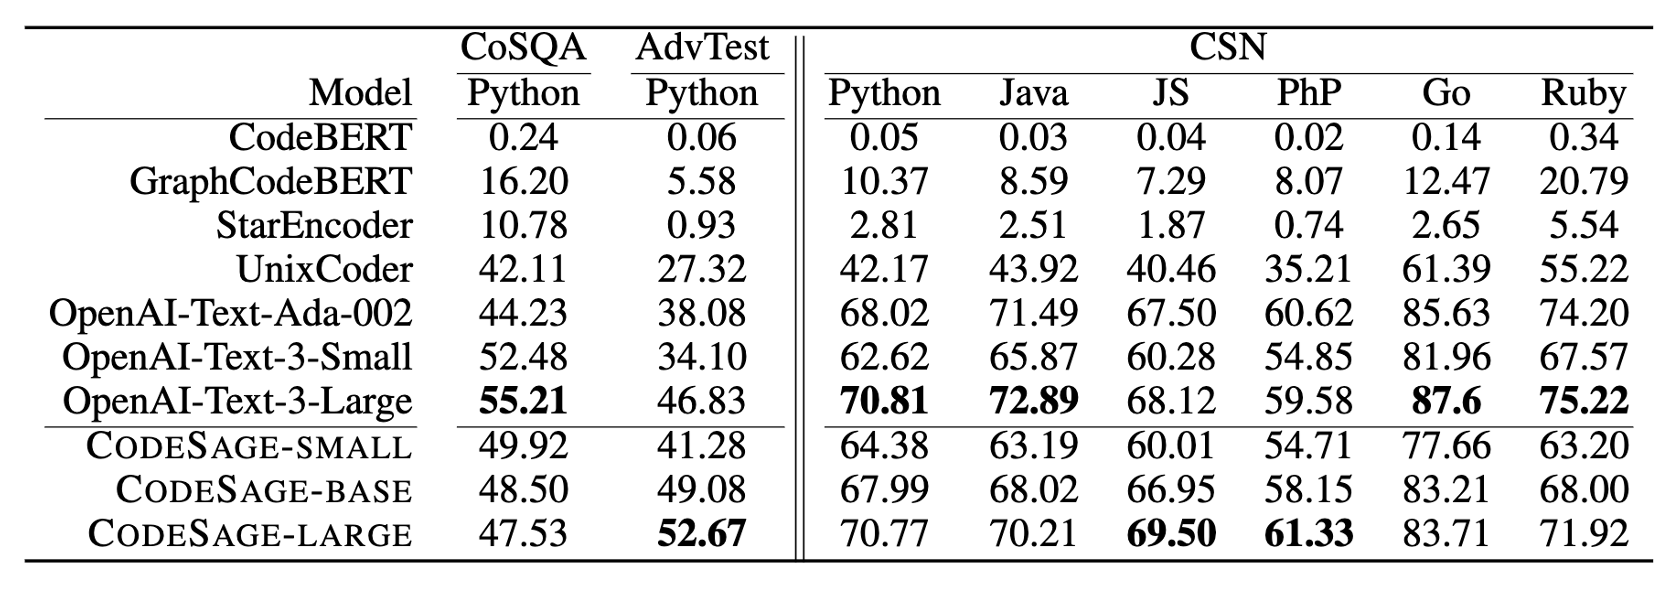 CoSQA AdvTest CSN
Model Python Python Python Java JS PhP Go Ruby
CodeBERT 0.24 0.06 0.05 0.03 0.04 0.02 0.14 0.34
GraphCodeBERT 16.20 5.58 10.37 8.59 7.29 8.07 12.47 20.79
StarEncoder 10.78 0.93 2.81 2.51 1.87 0.74 2.65 5.54
UnixCoder 42.11 27.32 42.17 43.92 40.46 35.21 61.39 55.22
OpenAI-Text-Ada-002 44.23 38.08 68.02 71.49 67.50 60.62 85.63 74.20
OpenAI-Text-3-Small 52.48 34.10 62.62 65.87 60.28 54.85 81.96 67.57
OpenAI-Text-3-Large 55.21 46.83 70.81 72.89 68.12 59.58 87.6 75.22
CODESAGE-SMALL 49.92 41.28 64.38 63.19 60.01 54.71 77.66 63.20
CODESAGE-BASE 48.50 49.08 67.99 68.02 66.95 58.15 83.21 68.00
CODESAGE-LARGE 47.53 52.67 70.77 70.21 69.50 61.33 83.71 71.92